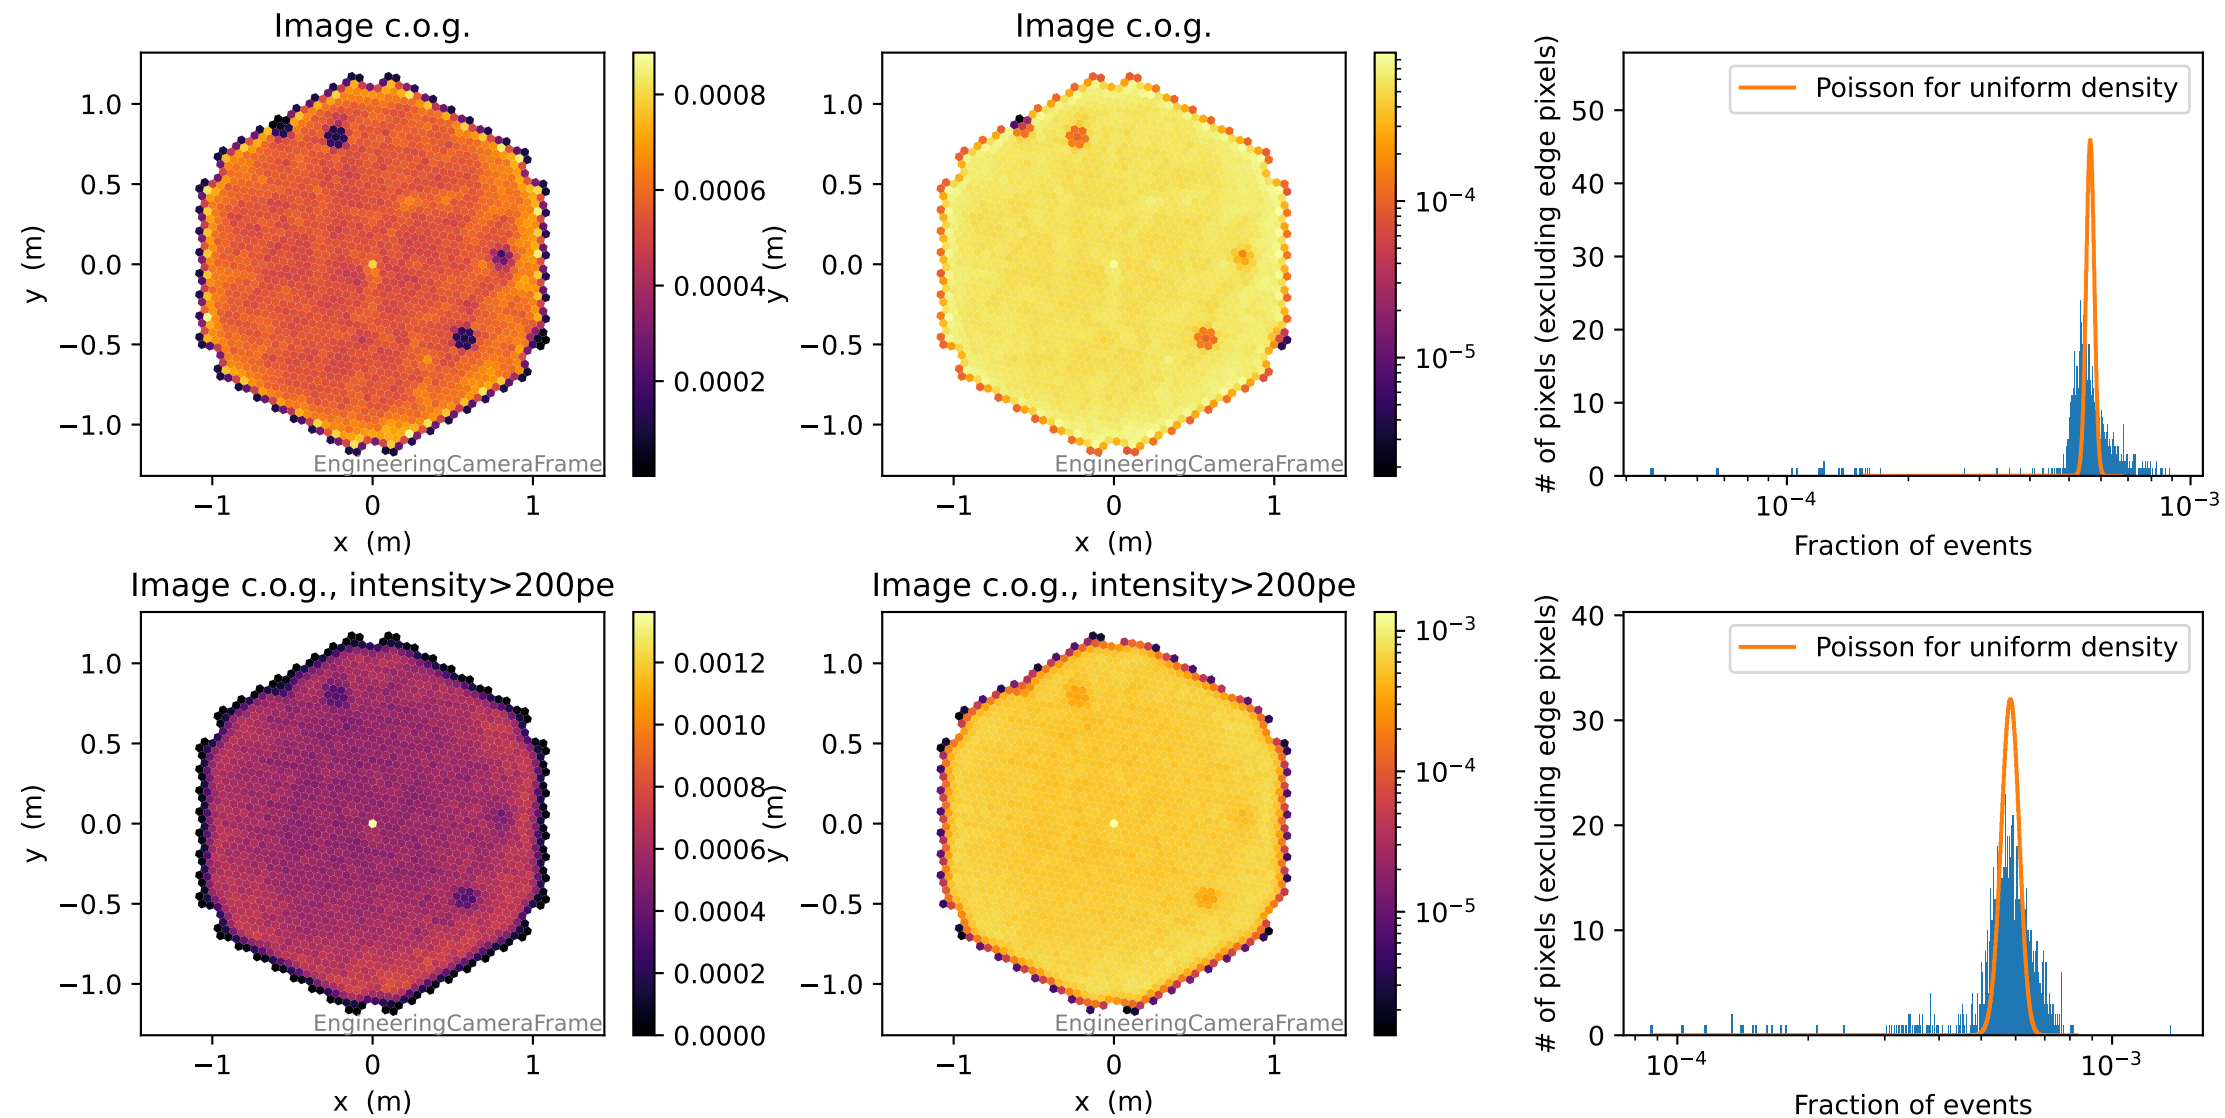 Image c.o.g.
1.0
0.5
0.0
−0.5
−1.0
y (m)
−1 0 1
x (m)
EngineeringCameraFrame
0.0008
0.0006
0.0004
0.0002
Image c.o.g.
1.0
0.5
0.0
−0.5
−1.0
y (m)
−1 0 1
x (m)
EngineeringCameraFrame
10⁻⁴
10⁻⁵
# of pixels (excluding edge pixels)
50
40
30
20
10
0
Poisson for uniform density
10⁻⁴ 10⁻³
Fraction of events
Image c.o.g., intensity>200pe
1.0
0.5
0.0
−0.5
−1.0
y (m)
−1 0 1
x (m)
EngineeringCameraFrame
0.0012
0.0010
0.0008
0.0006
0.0004
0.0002
0.0000
Image c.o.g., intensity>200pe
1.0
0.5
0.0
−0.5
−1.0
y (m)
−1 0 1
x (m)
EngineeringCameraFrame
10⁻³
10⁻⁴
10⁻⁵
# of pixels (excluding edge pixels)
40
30
20
10
0
Poisson for uniform density
10⁻⁴ 10⁻³
Fraction of events